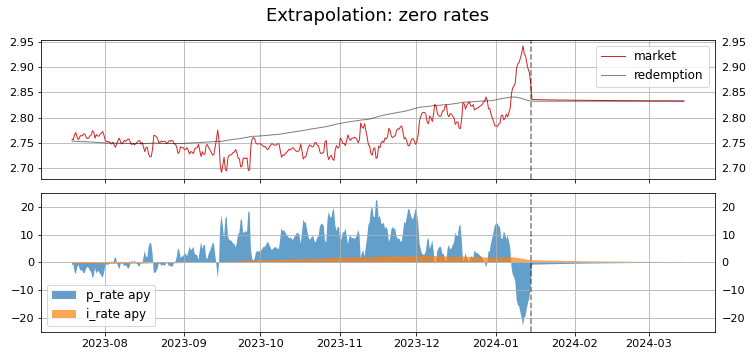 Extrapolation: zero rates
2.95 2.95
2.90 2.90
2.85 2.85
2.80 2.80
2.75 2.75
2.70 2.70
market
redemption
20 20
10 10
0 0
−10 −10
−20 −20
p_rate apy
i_rate apy
2023-08 2023-09 2023-10 2023-11 2023-12 2024-01 2024-02 2024-03